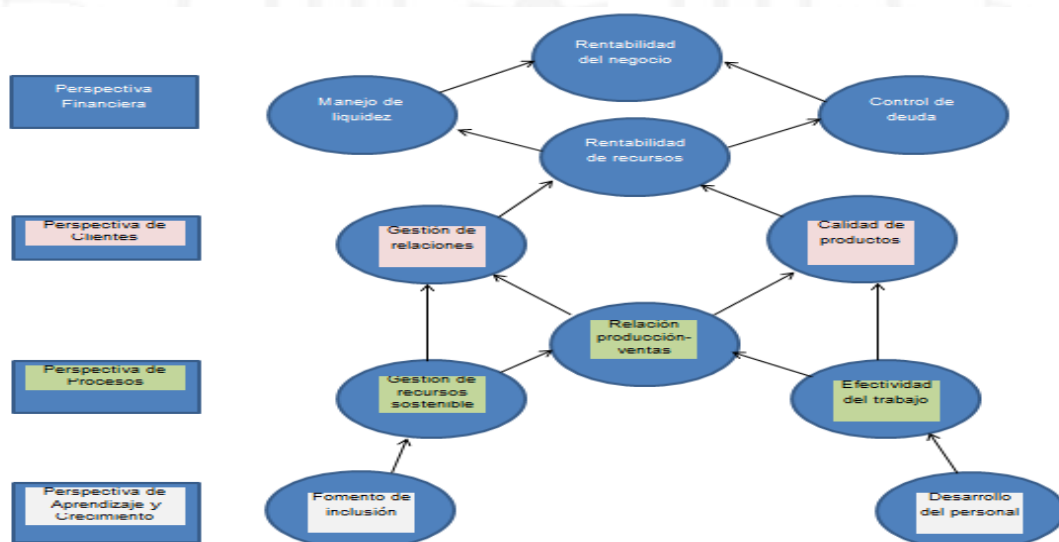 Rentabilidad
del negocio
Perspectiva
Financiera
Manejo de
liquidez
Control de
deuda
Rentabilidad
de recursos
Perspectiva de
Clientes
Gestión de
relaciones
Calidad de
productos
Relación
producción-
ventas
Perspectiva de
Procesos
Gestión de
recursos
sostenible
Efectividad
del trabajo
Perspectiva de
Aprendizaje y
Crecimiento
Fomento de
inclusión
Desarrollo
del personal